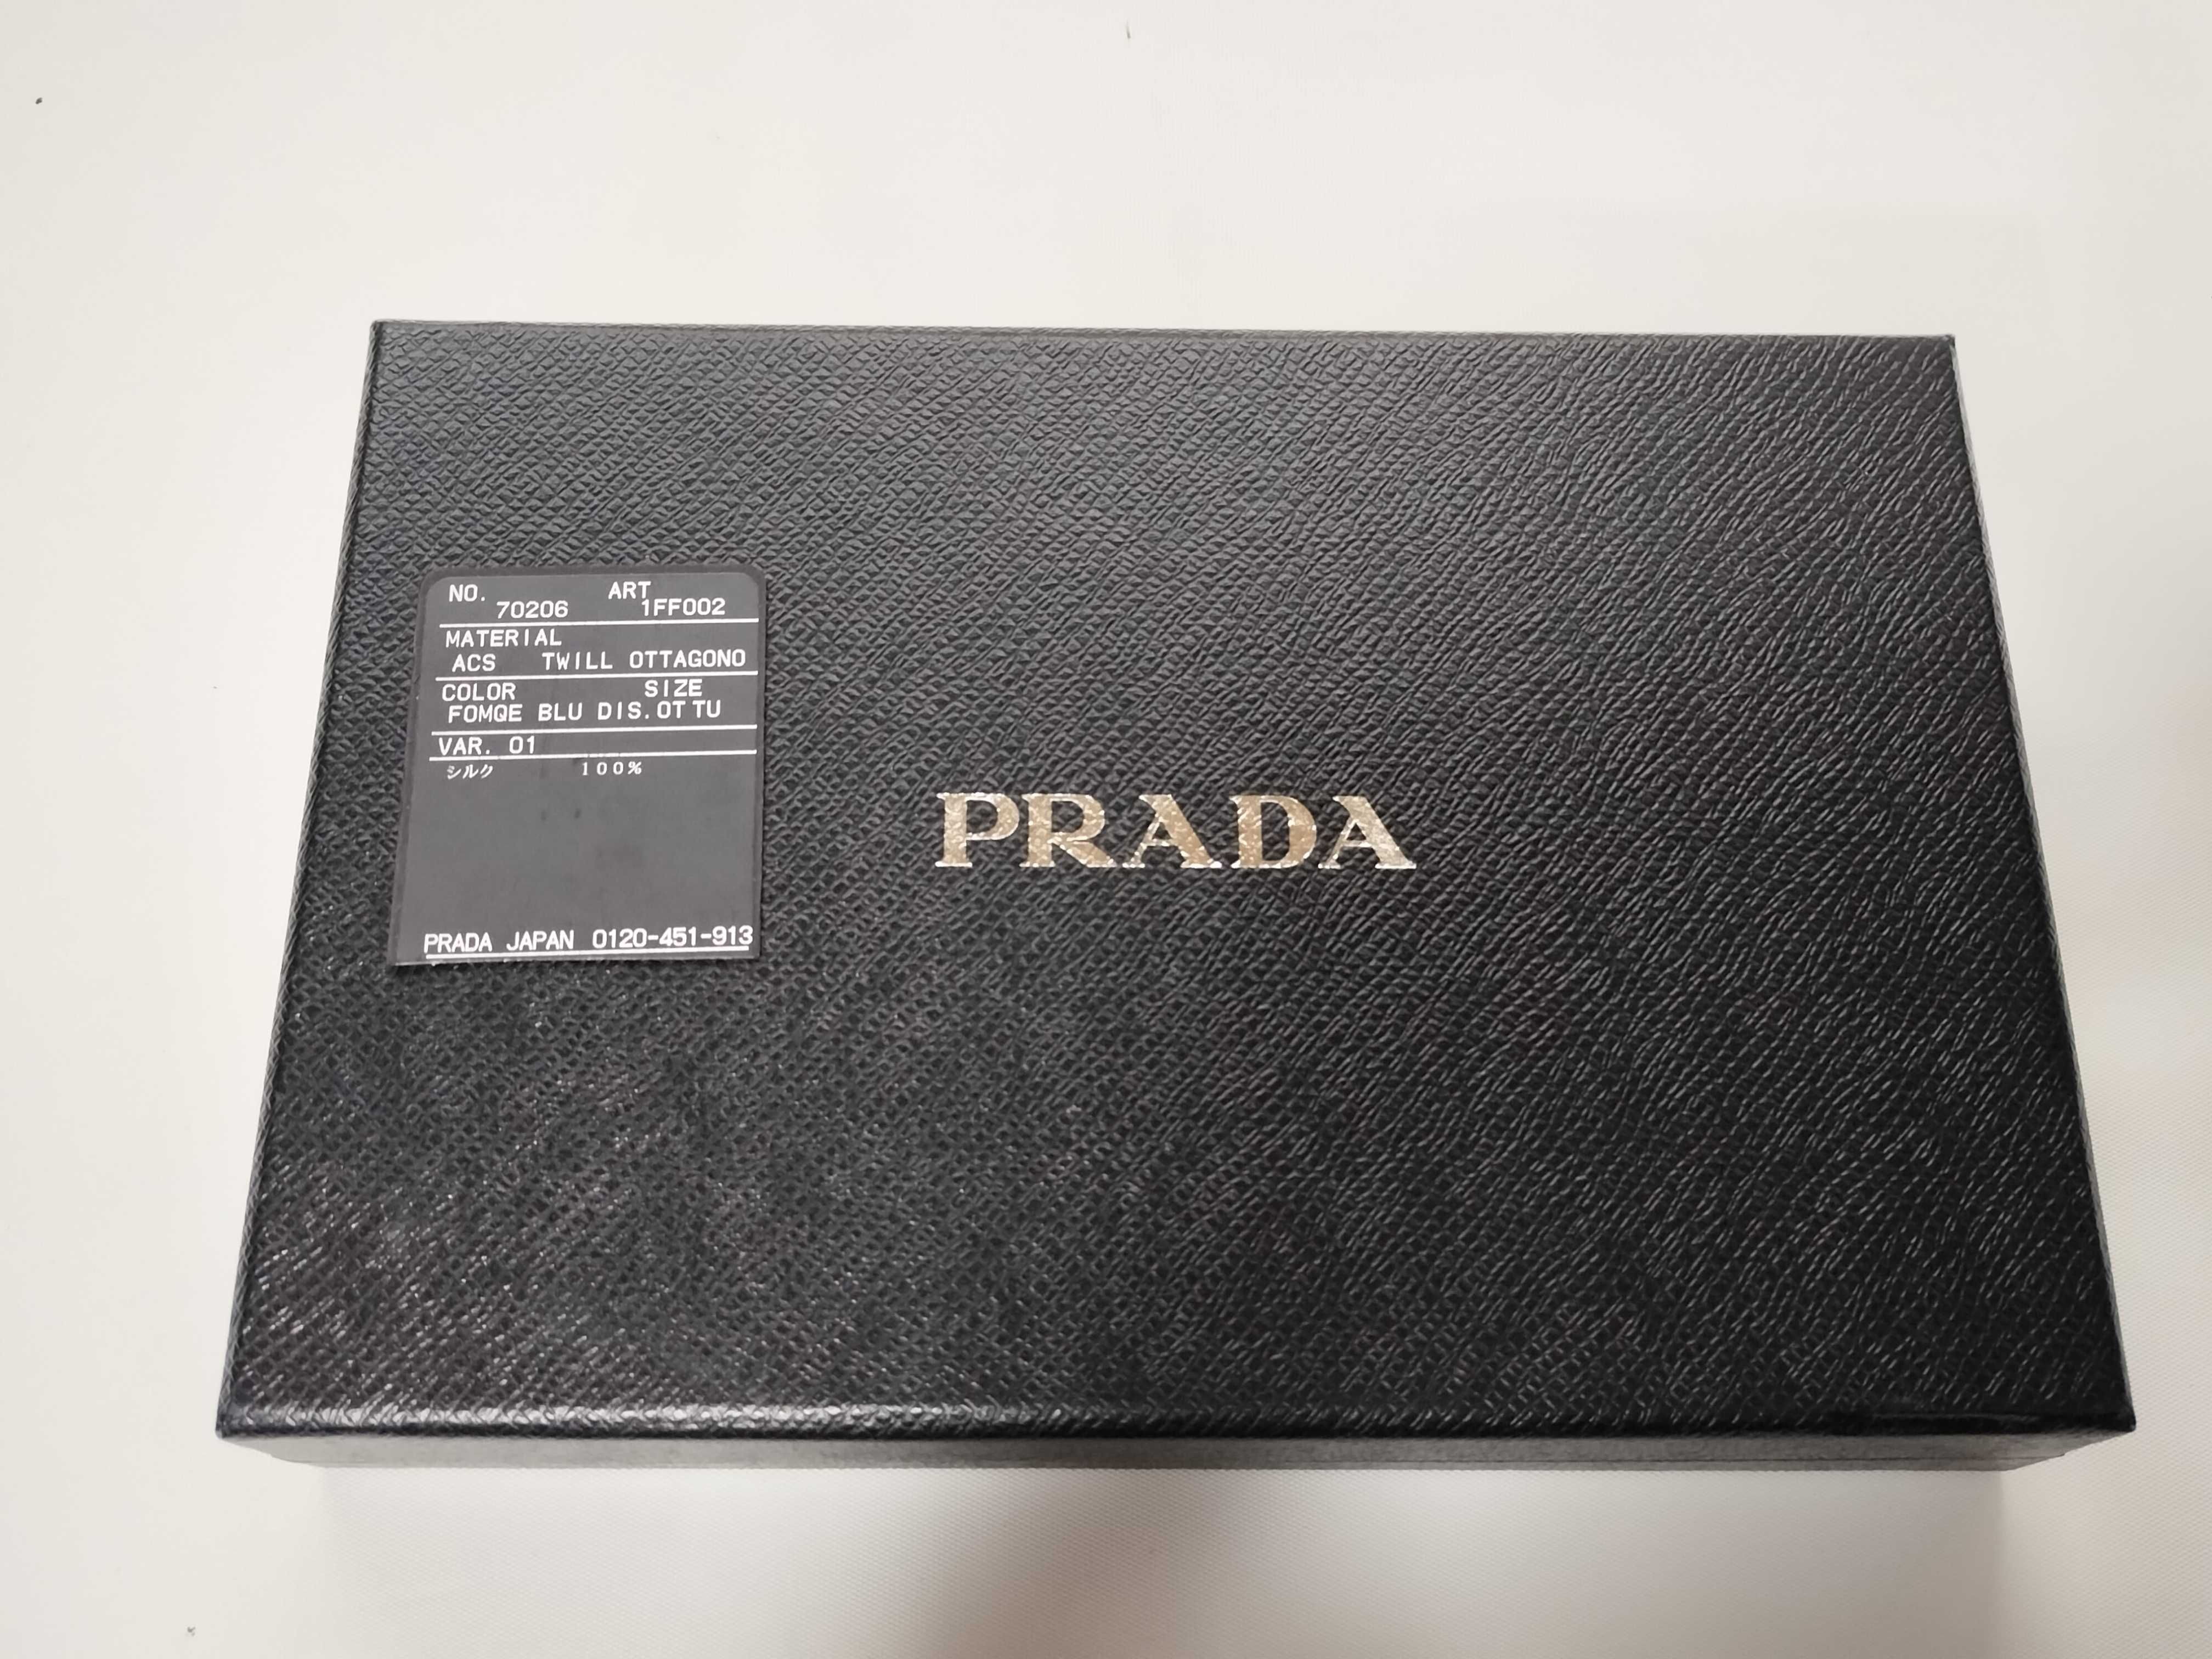 NO. ART
70206 1FF002
MATERIAL
ACS TWILL OTTAGONO
COLOR SIZE
F0MQE BLU DIS.OT TU
VAR. 01
シルク 100%
PRADA JAPAN 0120-451-913
PRADA